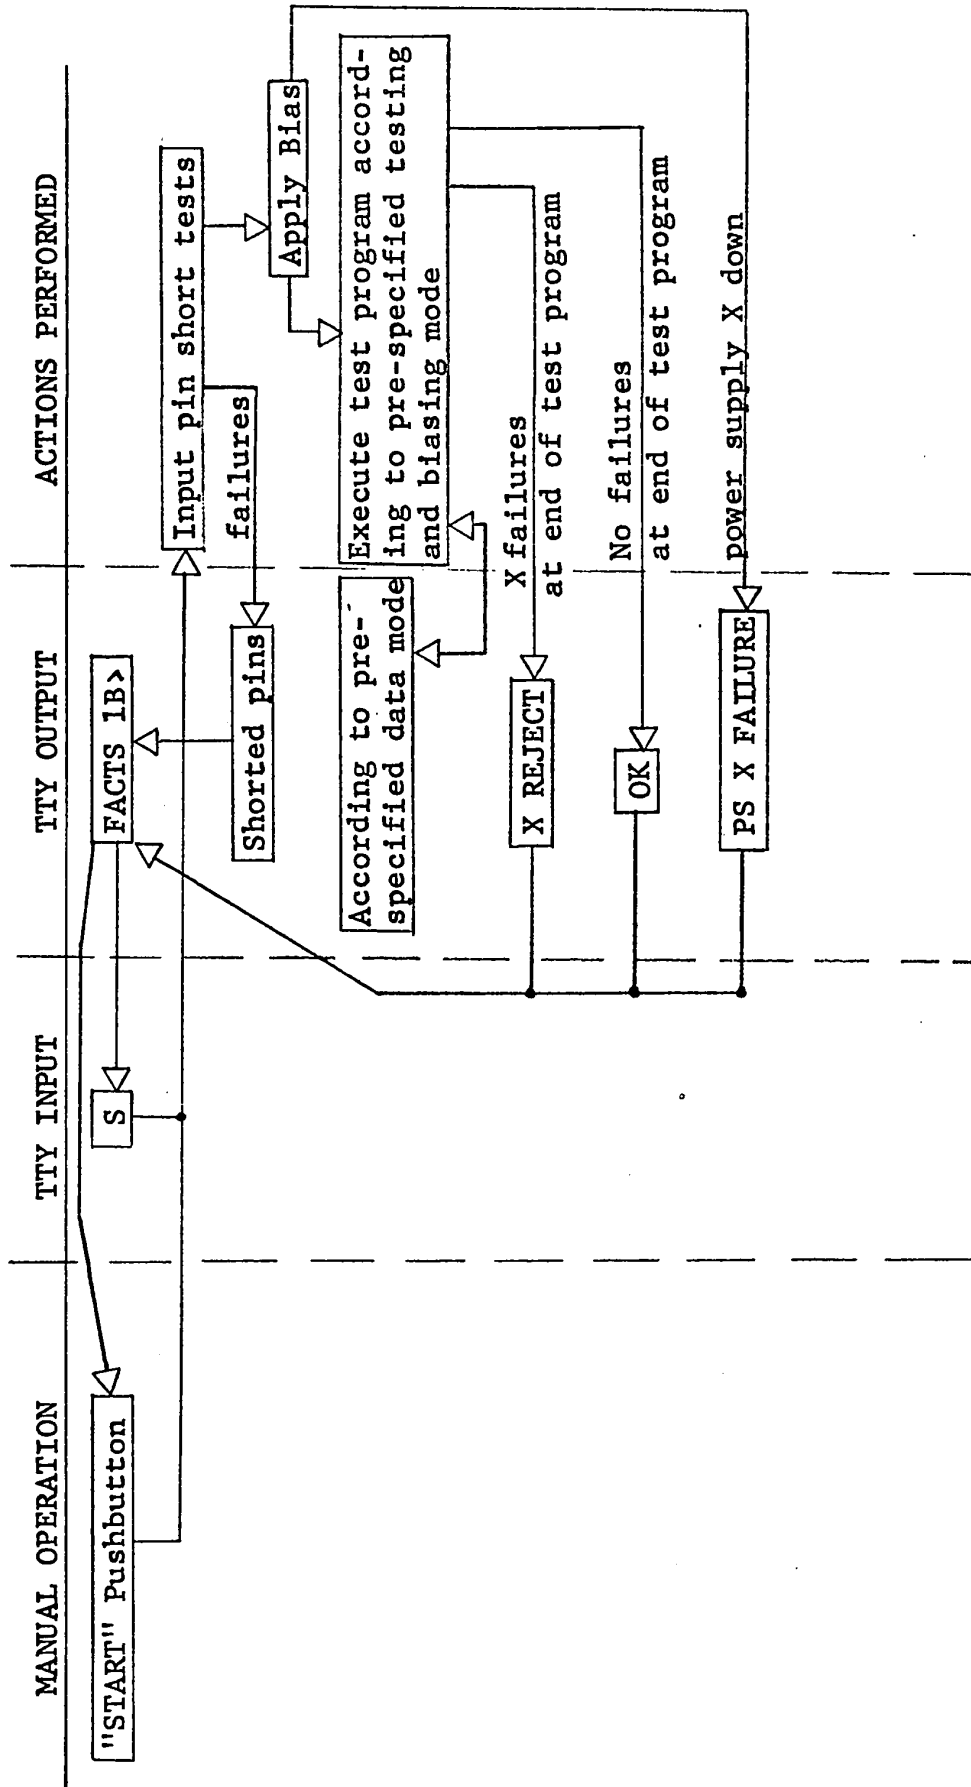 MANUAL OPERATION
TTY INPUT
TTY OUTPUT
ACTIONS PERFORMED
"START" Pushbutton
S
FACTS 1B>
Input pin short tests
failures
Shorted pins
Apply Bias
According to pre-
specified data mode
Execute test program accord-
ing to pre-specified testing
and biasing mode
X failures
at end of test program
X REJECT
No failures
at end of test program
OK
power supply X down
PS X FAILURE